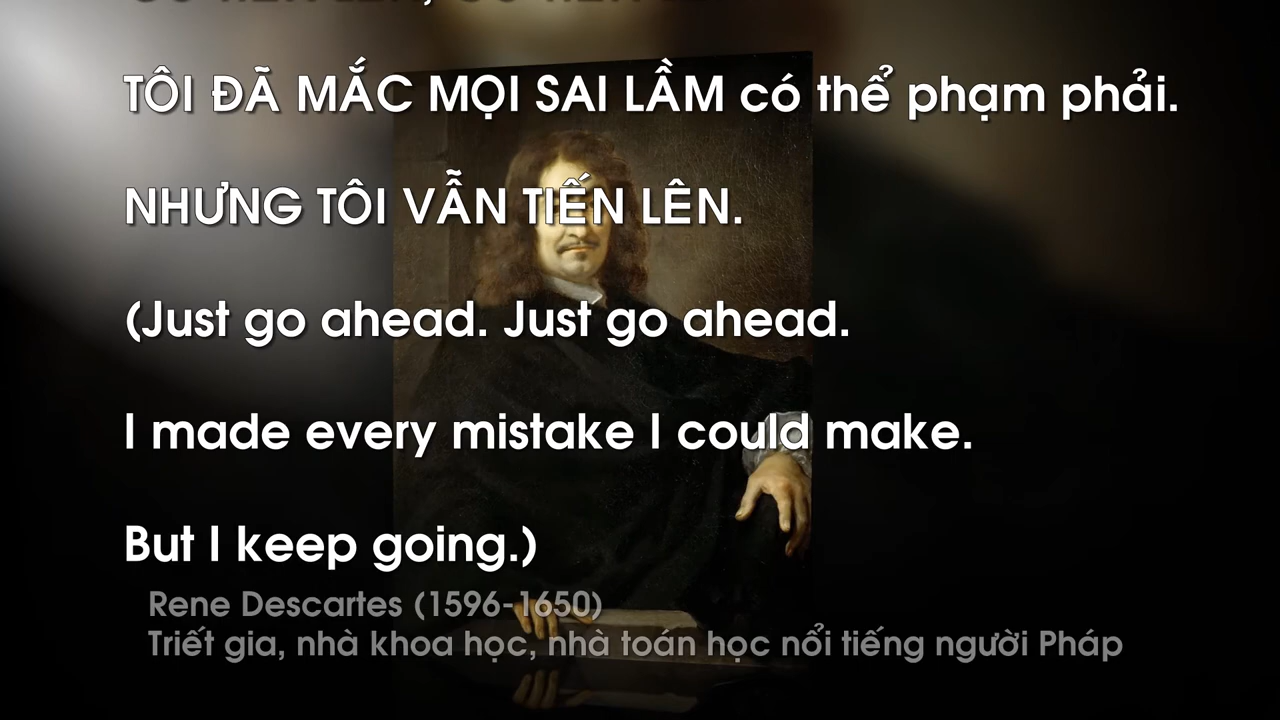 TÔI ĐÃ MẮC MỌI SAI LẦM có thể phạm phải.
NHƯNG TÔI VẪN TIẾN LÊN.
(Just go ahead. Just go ahead.
I made every mistake I could make.
But I keep going.)
Rene Descartes (1596-1650)
Triết gia, nhà khoa học, nhà toán học nổi tiếng người Pháp